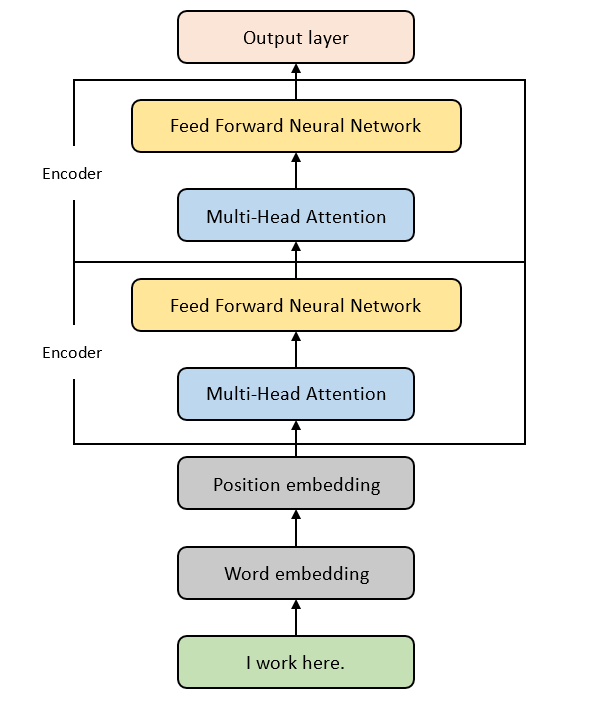 Output layer
Feed Forward Neural Network
Encoder
Multi-Head Attention
Feed Forward Neural Network
Encoder
Multi-Head Attention
Position embedding
Word embedding
I work here.